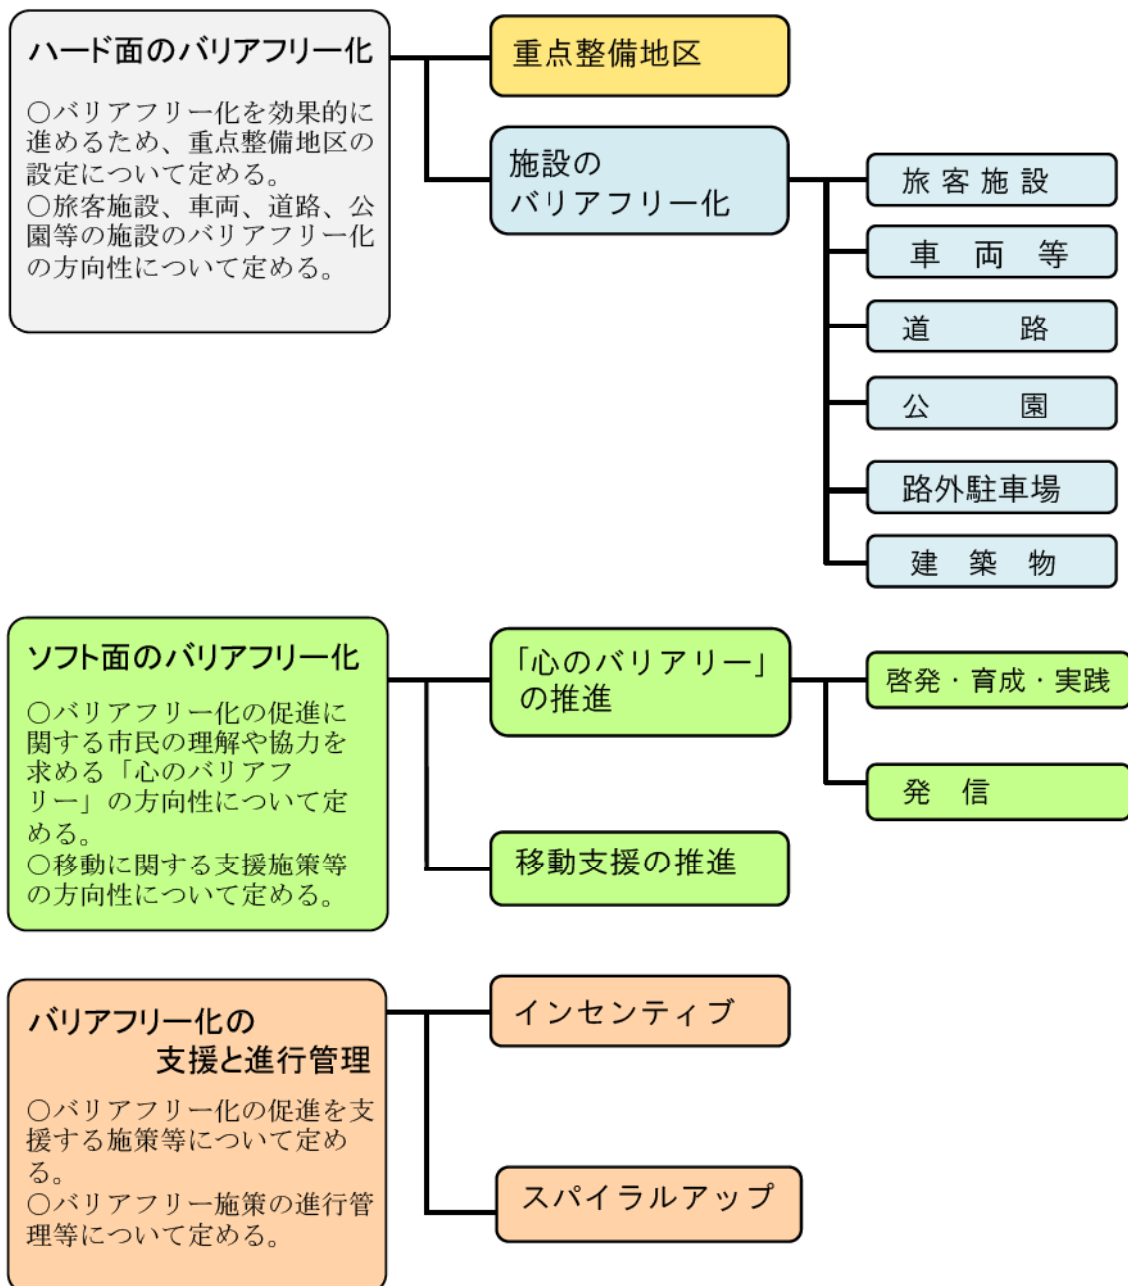 ハード面のバリアフリー化
○バリアフリー化を効果的に
進めるため、重点整備地区の
設定について定める。
○旅客施設、車両、道路、公
園等の施設のバリアフリー化
の方向性について定める。
重点整備地区
施設の
バリアフリー化
旅客施設
車両等
道路
公園
路外駐車場
建築物
ソフト面のバリアフリー化
○バリアフリー化の促進に
関する市民の理解や協力を
求める「心のバリアフ
リー」の方向性について定
める。
○移動に関する支援施策等
の方向性について定める。
「心のバリアリー」
の推進
啓発・育成・実践
発信
移動支援の推進
バリアフリー化の
支援と進行管理
○バリアフリー化の促進を支
援する施策等について定め
る。
○バリアフリー施策の進行管
理等について定める。
インセンティブ
スパイラルアップ